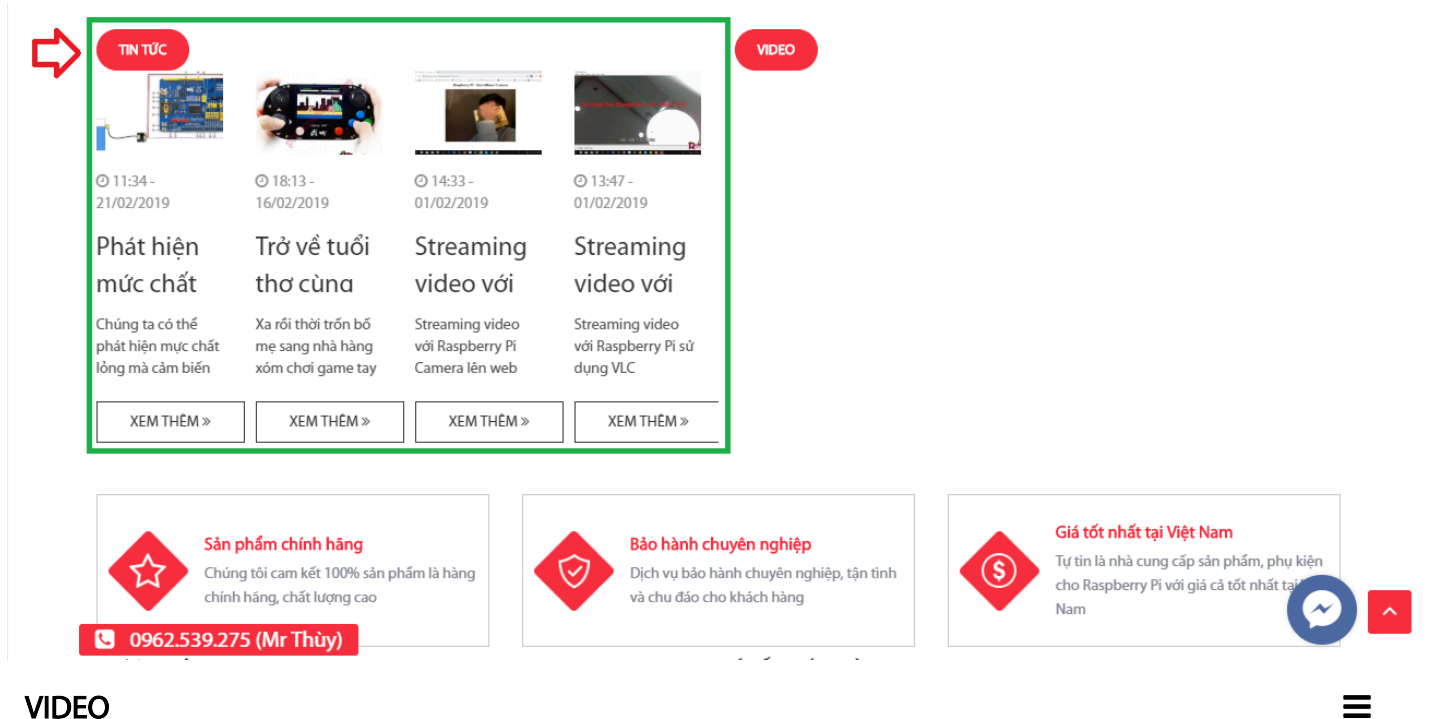 TIN TỨC
VIDEO
11:34 -
21/02/2019
Phát hiện
mức chất
Chúng ta có thể
phát hiện mực chất
lỏng mà cảm biến
XEM THÊM »
18:13 -
16/02/2019
Trở về tuổi
thơ cùng
Xa rồi thời trốn bố
mẹ sang nhà hàng
xóm chơi game tay
XEM THÊM »
14:33 -
01/02/2019
Streaming
video với
Streaming video
với Raspberry Pi
Camera lên web
XEM THÊM »
13:47 -
01/02/2019
Streaming
video với
Streaming video
với Raspberry Pi sử
dụng VLC
XEM THÊM »
Sản phẩm chính hãng
Chúng tôi cam kết 100% sản phẩm là hàng
chính hãng, chất lượng cao
Bảo hành chuyên nghiệp
Dịch vụ bảo hành chuyên nghiệp, tận tình
và chu đáo cho khách hàng
Giá tốt nhất tại Việt Nam
Tự tin là nhà cung cấp sản phẩm, phụ kiện
cho Raspberry Pi với giá cả tốt nhất tại
Nam
0962.539.275 (Mr Thùy)
VIDEO